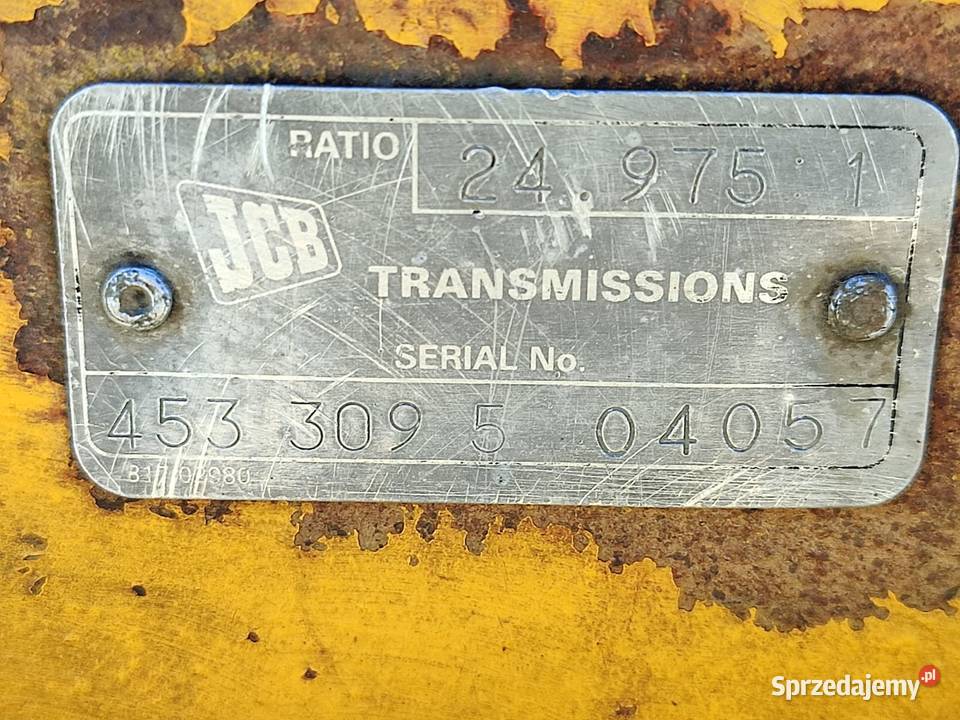 RATIO 24.975:1
JCB
TRANSMISSIONS
SERIAL No.
453 309 5 04057
Sprzedajemy.pl